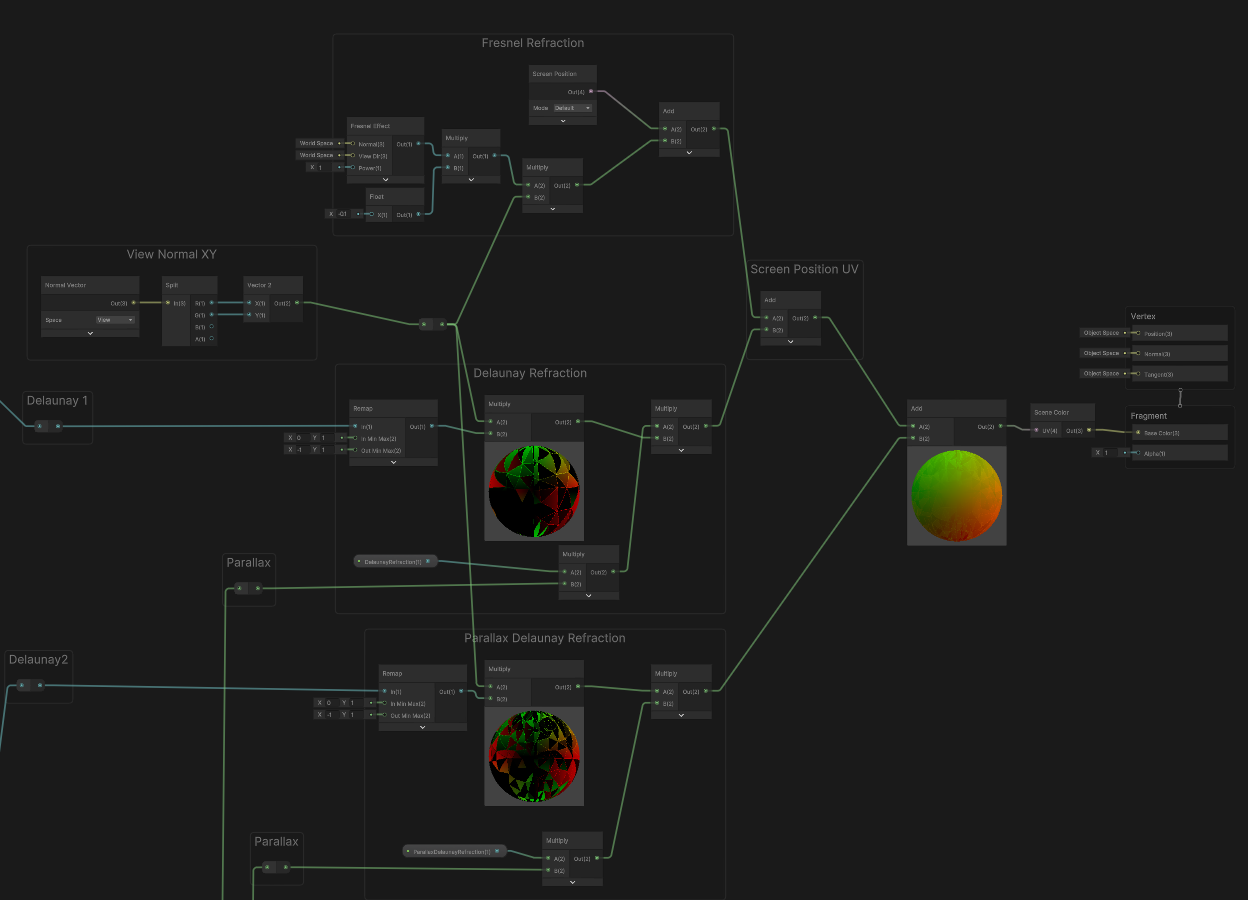 Fresnel Refraction
Screen Position
Out(4)
Mode Default
Add
A(2) Out(2)
B(2)
Fresnel Effect
World Space Normal(3) Out(1)
World Space View Dir(3)
X 1 Power(1)
Multiply
A(1) Out(1)
B(1)
Multiply
A(2) Out(2)
B(2)
Float
X(1) Out(1)
View Normal XY
Normal Vector
Out(3)
Space View
Split
In(3) R(1)
G(1)
B(1)
A(1)
Vector 2
X(1) Out(2)
Y(1)
Screen Position UV
Add
A(2) Out(2)
B(2)
Vertex
Object Space Position(3)
Object Space Normal(3)
Object Space Tangent(3)
Delaunay Refraction
Delaunay 1
Remap
In(1) Out(1)
X 0 Y 1 In Min Max(2)
X -1 Y 1 Out Min Max(2)
Multiply
A(2) Out(2)
B(2)
Multiply
A(2) Out(2)
B(2)
Add
A(2) Out(2)
B(2)
Scene Color
UV(4) Out(3)
Fragment
Base Color(3)
X 1 Alpha(1)
DelaunayRefraction(1)
Multiply
A(2) Out(2)
B(2)
Parallax
Parallax Delaunay Refraction
Delaunay2
Remap
In(1) Out(1)
X 0 Y 1 In Min Max(2)
X -1 Y 1 Out Min Max(2)
Multiply
A(2) Out(2)
B(2)
Multiply
A(2) Out(2)
B(2)
ParallaxDelaunayRefraction(1)
Multiply
A(2) Out(2)
B(2)
Parallax